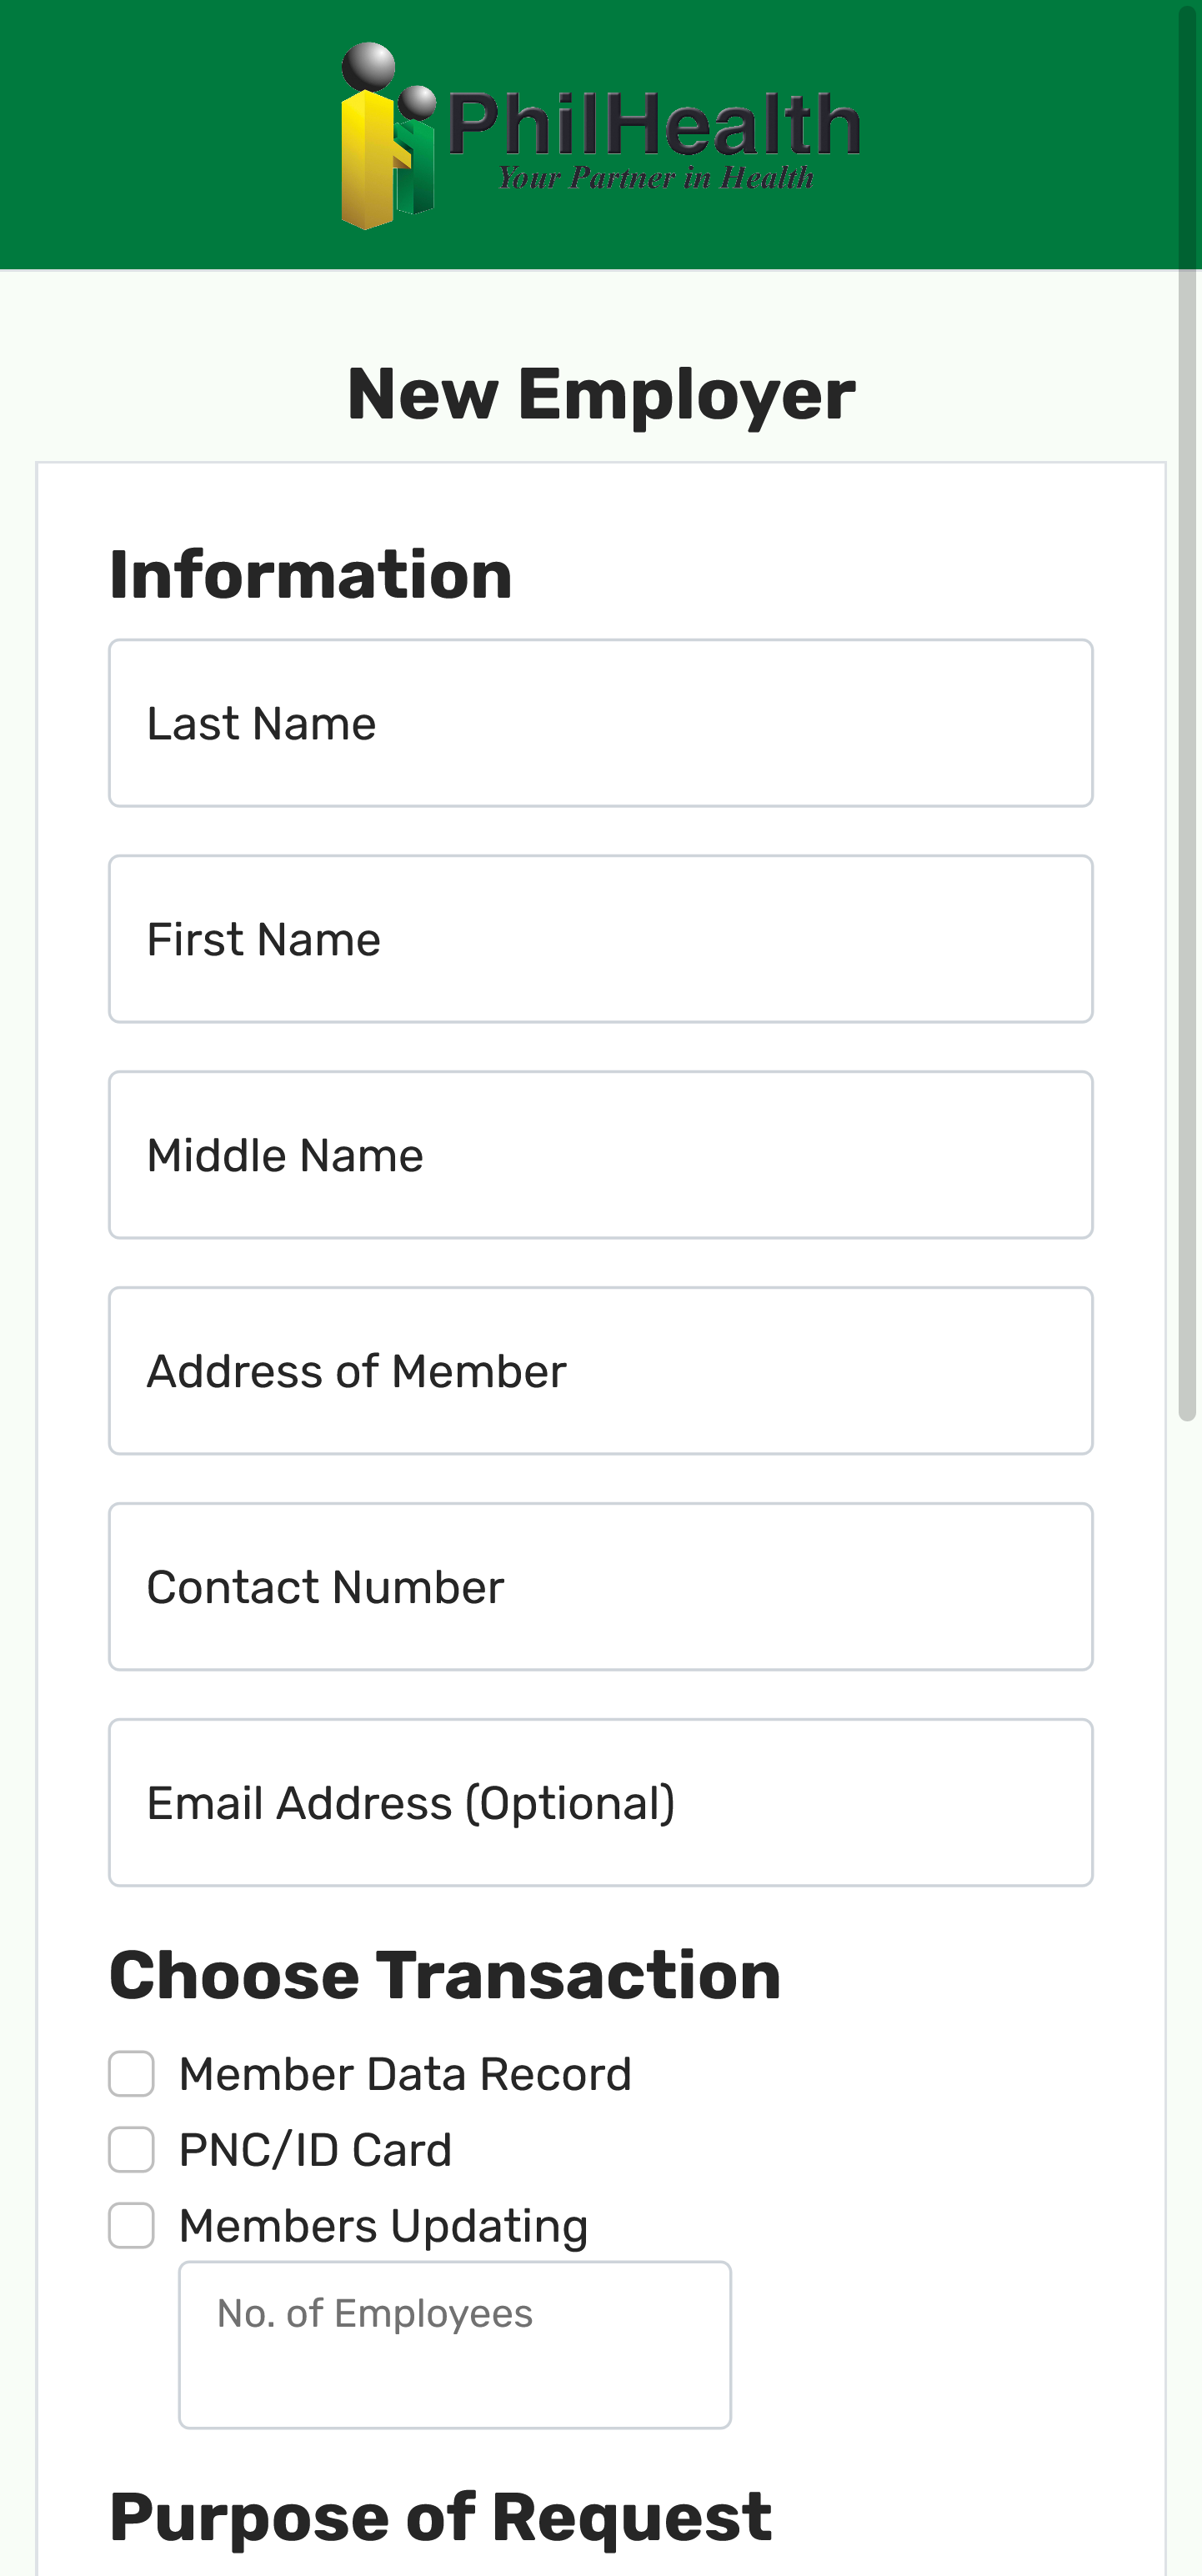 PhilHealth
Your Partner in Health
New Employer
Information
Last Name
First Name
Middle Name
Address of Member
Contact Number
Email Address (Optional)
Choose Transaction
Member Data Record
PNC/ID Card
Members Updating
No. of Employees
Purpose of Request